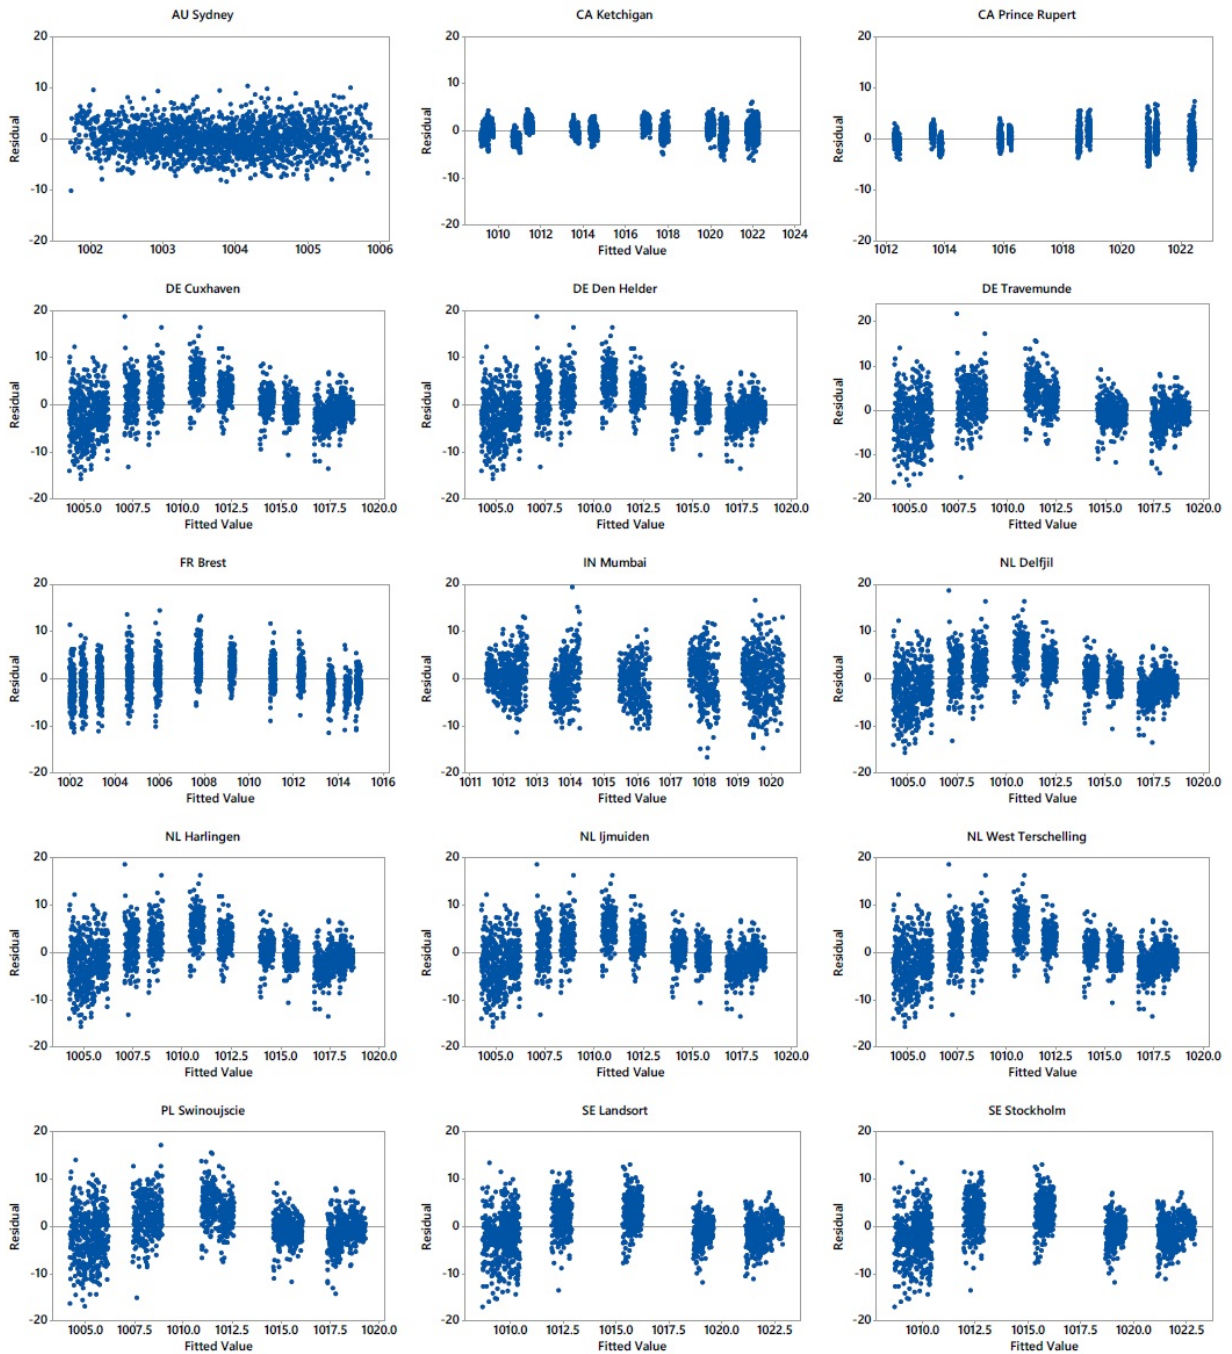 AU Sydney
CA Ketchigan
CA Prince Rupert
20
10
0
-10
-20
Residual
1002 1003 1004 1005 1006
20
10
0
-10
-20
Residual
1010 1012 1014 1016 1018 1020 1022 1024
Fitted Value
20
10
0
-10
-20
Residual
1012 1014 1016 1018 1020 1022
DE Cuxhaven
DE Den Helder
DE Travemunde
20
10
0
-10
-20
Residual
1005.0 1007.5 1010.0 1012.5 1015.0 1017.5 1020.0
Fitted Value
20
10
0
-10
-20
Residual
1005.0 1007.5 1010.0 1012.5 1015.0 1017.5 1020.0
Fitted Value
20
10
0
-10
-20
Residual
1005.0 1007.5 1010.0 1012.5 1015.0 1017.5 1020.0
Fitted Value
FR Brest
IN Mumbai
NL Delfjil
20
10
0
-10
-20
Residual
1002 1004 1006 1008 1010 1012 1014 1016
Fitted Value
20
10
0
-10
-20
Residual
1011 1012 1013 1014 1015 1016 1017 1018 1019 1020
Fitted Value
20
10
0
-10
-20
Residual
1005.0 1007.5 1010.0 1012.5 1015.0 1017.5 1020.0
Fitted Value
NL Harlingen
NL Ijmuiden
NL West Terschelling
20
10
0
-10
-20
Residual
1005.0 1007.5 1010.0 1012.5 1015.0 1017.5 1020.0
Fitted Value
20
10
0
-10
-20
Residual
1005.0 1007.5 1010.0 1012.5 1015.0 1017.5 1020.0
Fitted Value
20
10
0
-10
-20
Residual
1005.0 1007.5 1010.0 1012.5 1015.0 1017.5 1020.0
Fitted Value
PL Swinoujscie
SE Landsort
SE Stockholm
20
10
0
-10
-20
Residual
1005.0 1007.5 1010.0 1012.5 1015.0 1017.5 1020.0
Fitted Value
20
10
0
-10
-20
Residual
1010.0 1012.5 1015.0 1017.5 1020.0 1022.5
Fitted Value
20
10
0
-10
-20
Residual
1010.0 1012.5 1015.0 1017.5 1020.0 1022.5
Fitted Value